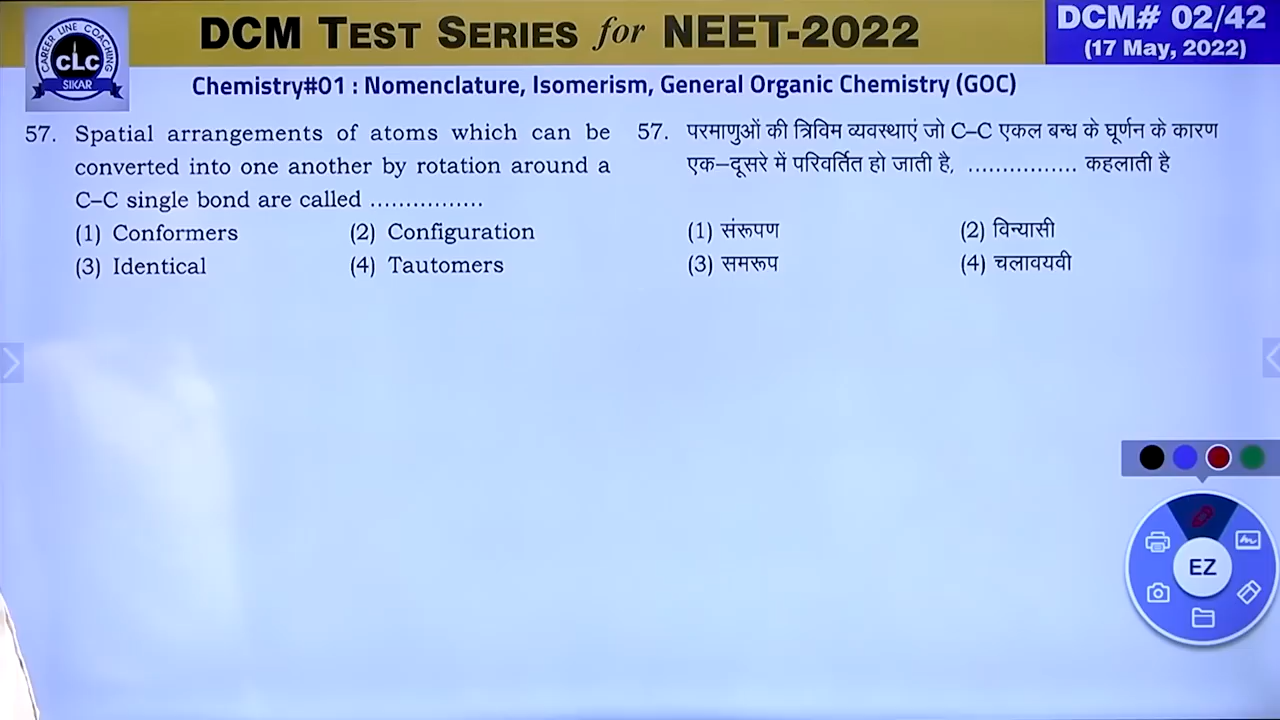 CAREER LINE COACHING
CLC
SIKAR
DCM TEST SERIES for NEET-2022
DCM# 02/42
(17 May, 2022)
Chemistry#01 : Nomenclature, Isomerism, General Organic Chemistry (GOC)
57. Spatial arrangements of atoms which can be
converted into one another by rotation around a
C–C single bond are called ................
(1) Conformers (2) Configuration
(3) Identical (4) Tautomers
57. परमाणुओं की त्रिविम व्यवस्थाएं जो C–C एकल बन्ध के घूर्णन के कारण
एक–दूसरे में परिवर्तित हो जाती है, ................ कहलाती है
(1) संरूपण (2) विन्यासी
(3) समरूप (4) चलावयवी
EZ